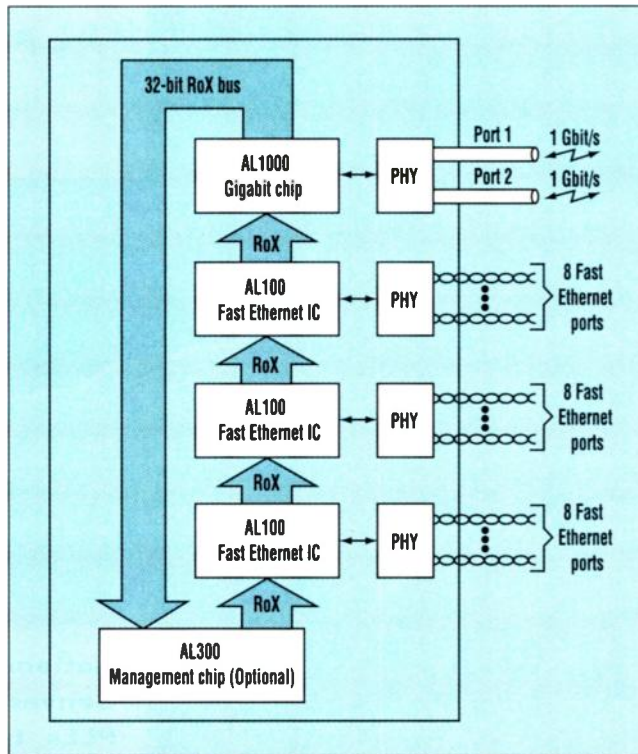 32-bit RoX bus
AL1000
Gigabit chip
PHY
Port 1
1 Gbit/s
Port 2
1 Gbit/s
RoX
AL100
Fast Ethernet IC
PHY
8 Fast
Ethernet
ports
RoX
AL100
Fast Ethernet IC
PHY
8 Fast
Ethernet
ports
RoX
AL100
Fast Ethernet IC
PHY
8 Fast
Ethernet
ports
RoX
AL300
Management chip (Optional)